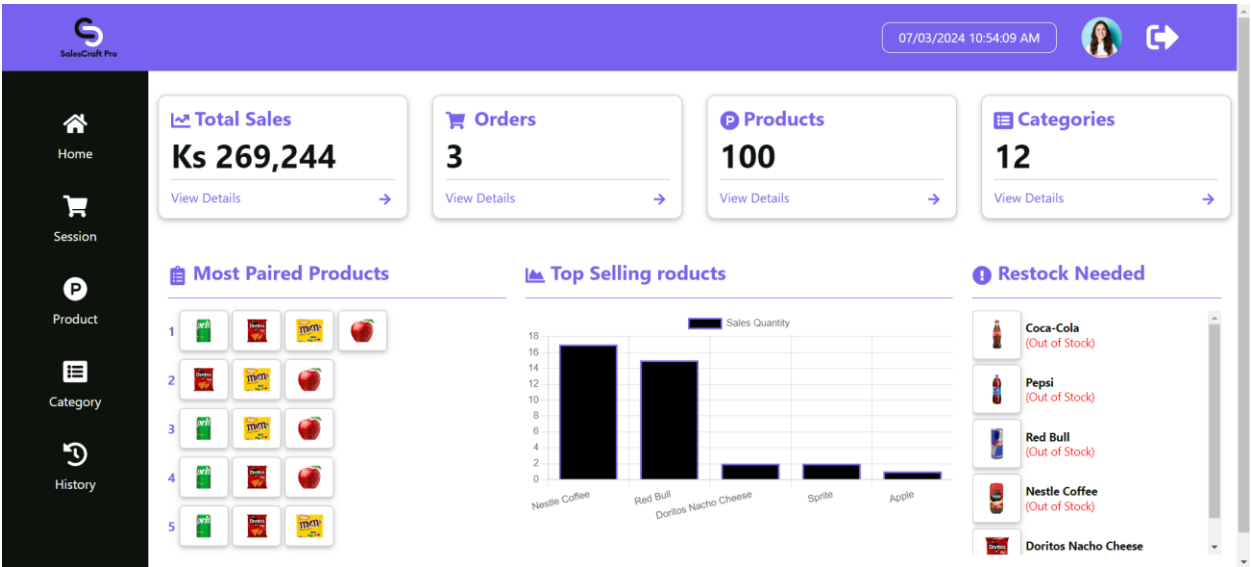 SalesCraft Pro
07/03/2024 10:54:09 AM
Home
Session
Product
Category
History
Total Sales
Ks 269,244
View Details
Orders
3
View Details
P Products
100
View Details
Categories
12
View Details
Most Paired Products
1
2
3
4
5
Top Selling roducts
Sales Quantity
18
16
14
12
10
8
6
4
2
0
Nestle Coffee
Red Bull
Doritos Nacho Cheese
Sprite
Apple
Restock Needed
Coca-Cola
(Out of Stock)
Pepsi
(Out of Stock)
Red Bull
(Out of Stock)
Nestle Coffee
(Out of Stock)
Doritos Nacho Cheese